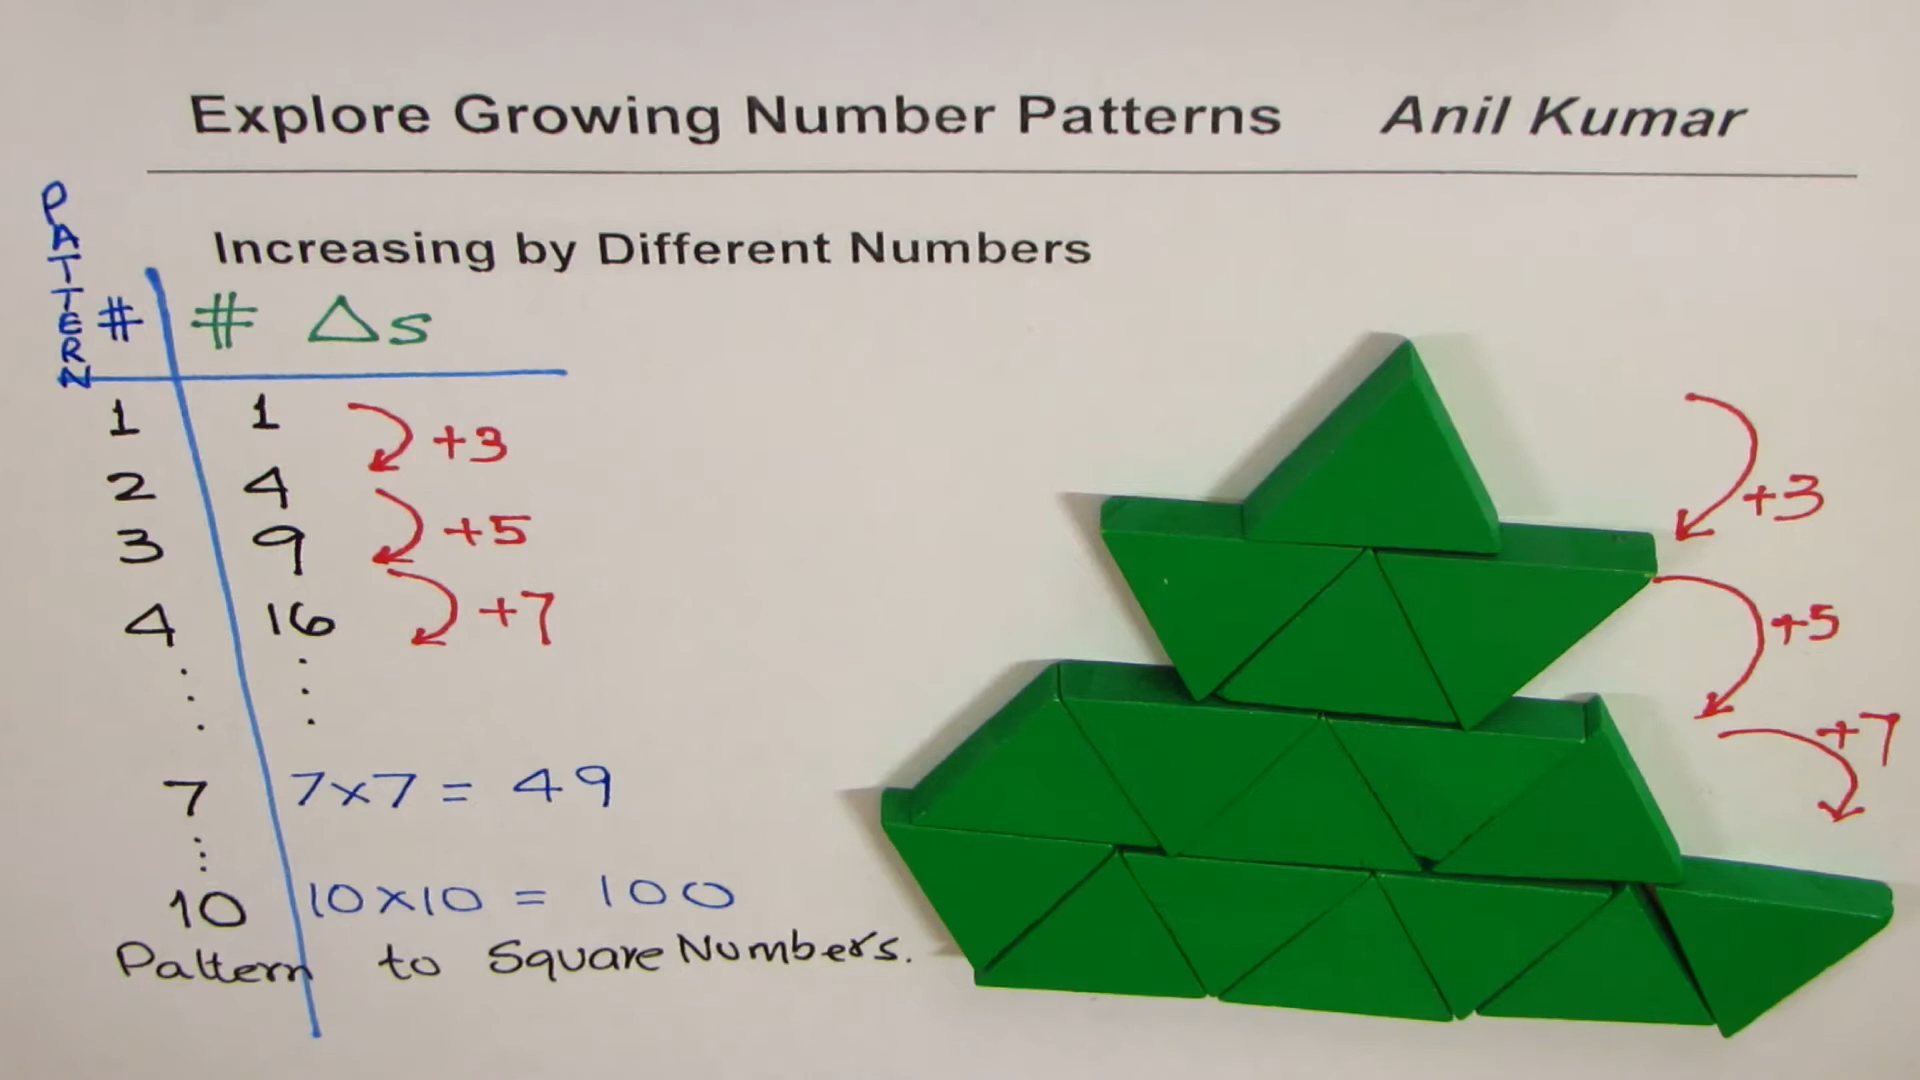 Explore Growing Number Patterns Anil Kumar
Increasing by Different Numbers
PATTERN
# # △s
1 1 +3
2 4 +5
3 9 +7
4 16
7 7×7 = 49
10 10×10 = 100
Pattern to Square Numbers.
+3
+5
+7